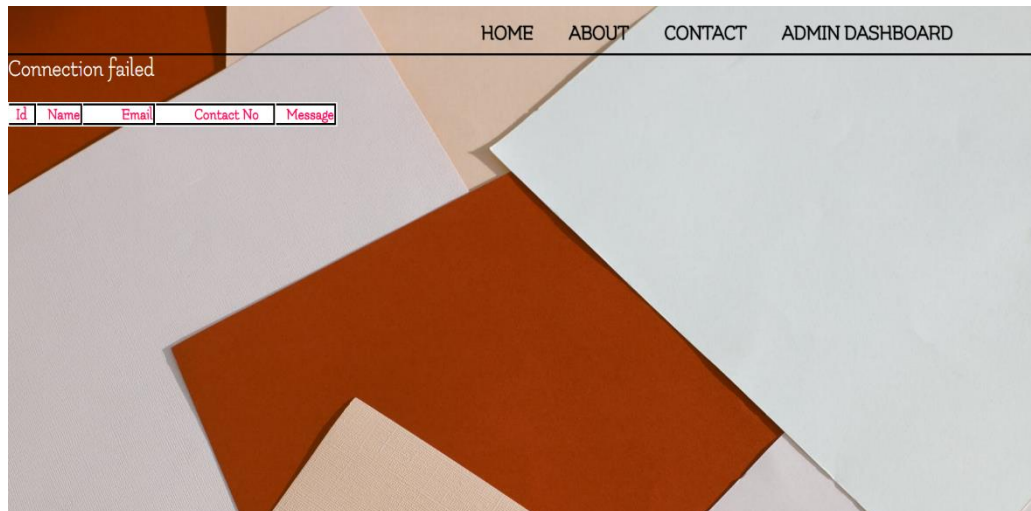 HOME ABOUT CONTACT ADMIN DASHBOARD
Connection failed
Id Name Email Contact No Message